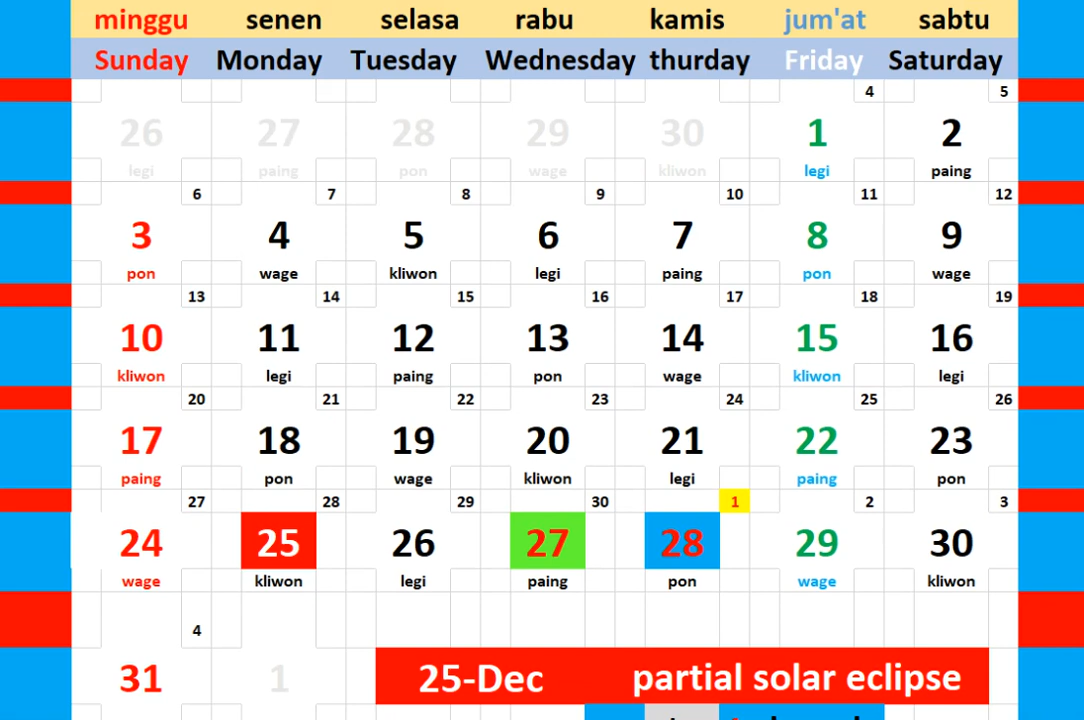 minggu senen selasa rabu kamis jum'at sabtu
Sunday Monday Tuesday Wednesday thurday Friday Saturday
4 5
26 27 28 29 30 1 2
legi paing pon wage kliwon legi paing
6 7 8 9 10 11 12
3 4 5 6 7 8 9
pon wage kliwon legi paing pon wage
13 14 15 16 17 18 19
10 11 12 13 14 15 16
kliwon legi paing pon wage kliwon legi
20 21 22 23 24 25 26
17 18 19 20 21 22 23
paing pon wage kliwon legi paing pon
27 28 29 30 1 2 3
24 25 26 27 28 29 30
wage kliwon legi paing pon wage kliwon
4
31 1 25-Dec partial solar eclipse